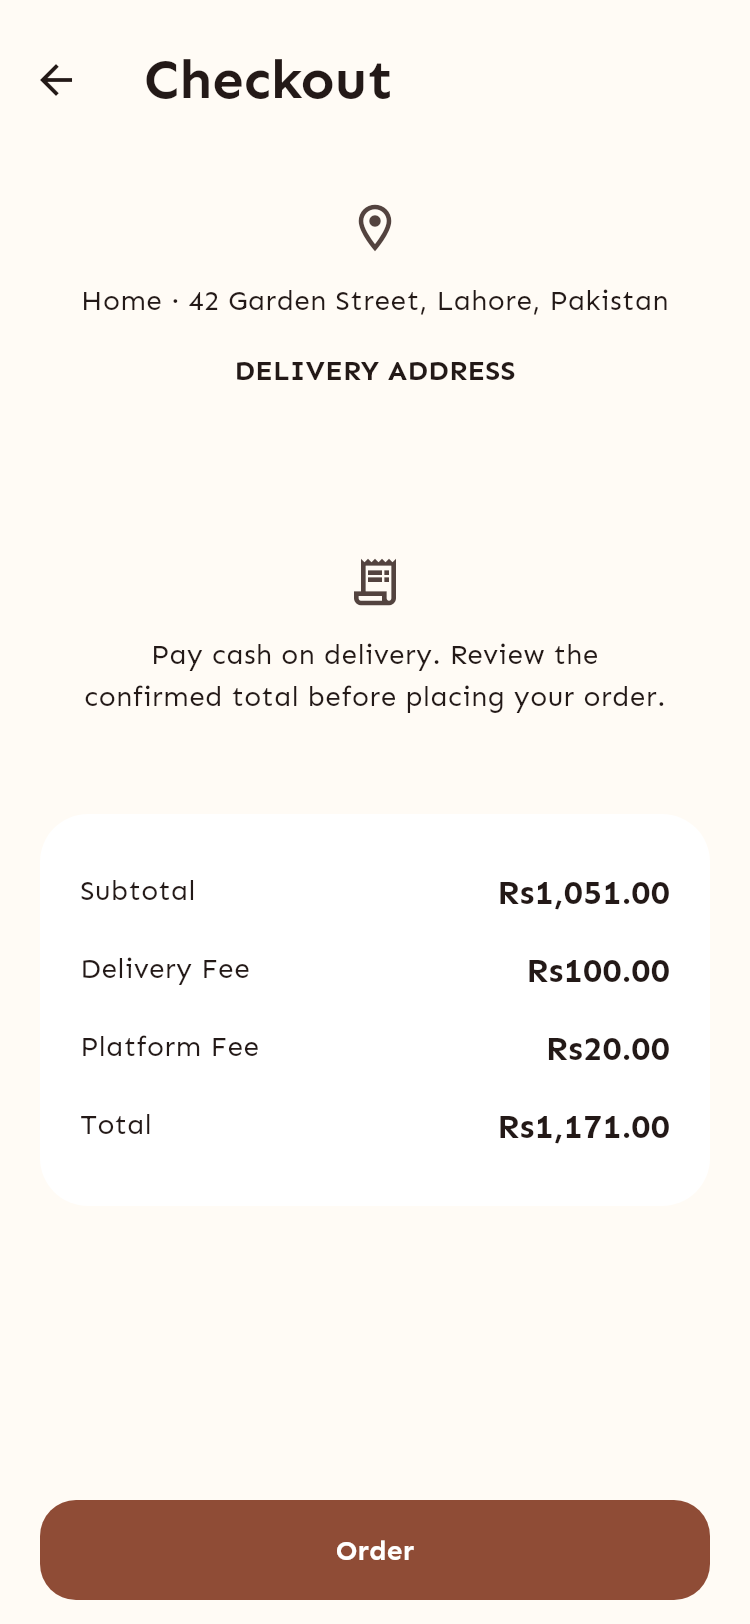 Checkout
Home · 42 Garden Street, Lahore, Pakistan
DELIVERY ADDRESS
Pay cash on delivery. Review the
confirmed total before placing your order.
Subtotal Rs1,051.00
Delivery Fee Rs100.00
Platform Fee Rs20.00
Total Rs1,171.00
Order